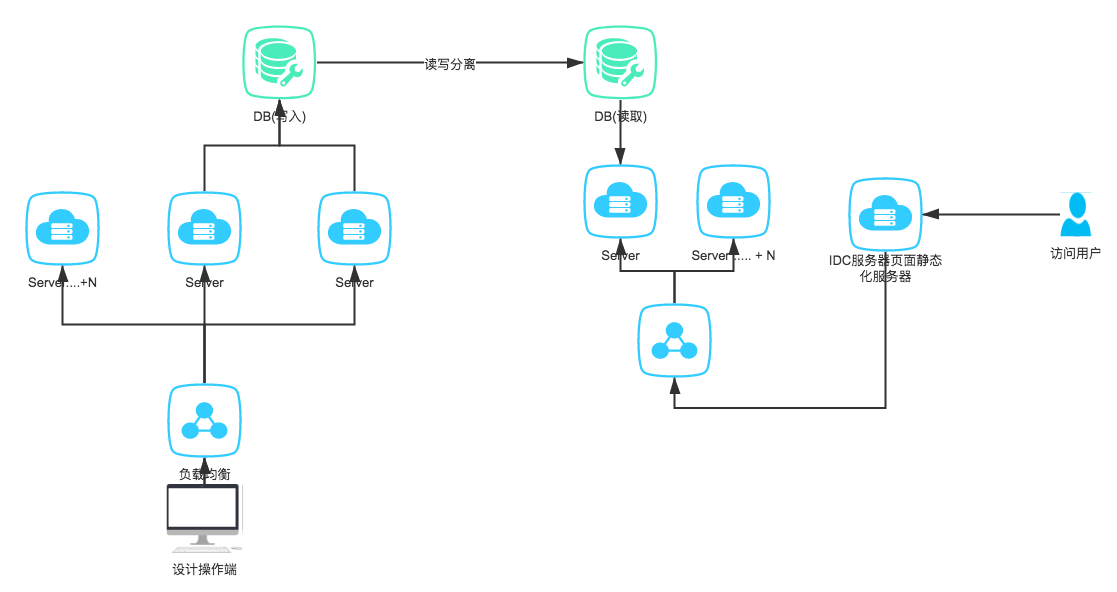 读写分离
DB(写入)
DB(读取)
Server....+N
Server
Server
Server
Server ..... + N
IDC服务器页面静态
化服务器
访问用户
负载均衡
设计操作端